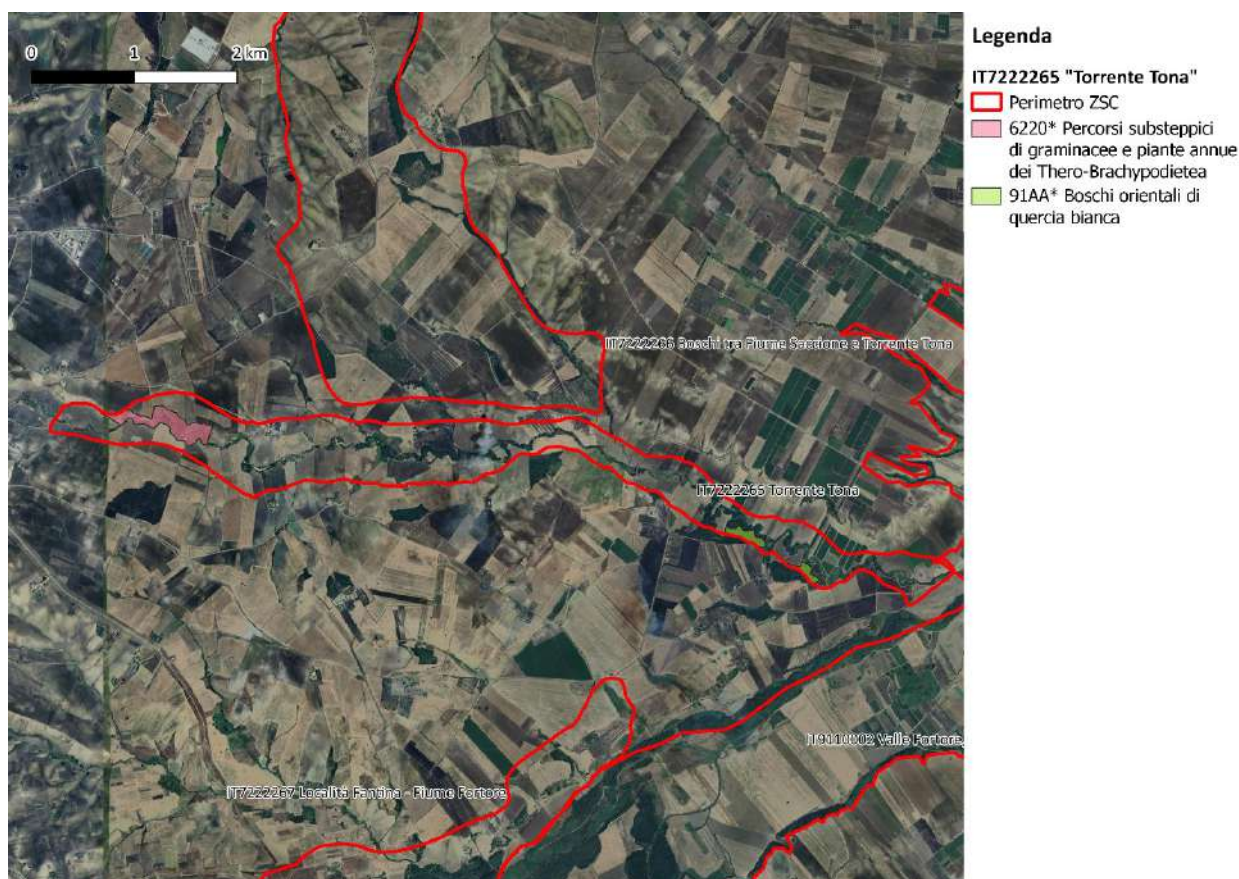 0 1 2 km
Legenda
IT7222265 "Torrente Tona"
Perimetro ZSC
6220* Percorsi substeppici
di graminacee e piante annue
dei Thero-Brachypodietea
91AA* Boschi orientali di
quercia bianca
IT7222266 Boschi tra Fiume Saccione e Torrente Tona
IT7222265 Torrente Tona
IT9110002 Valle Fortore,
IT7222267 Località Fantina - Fiume Fortore